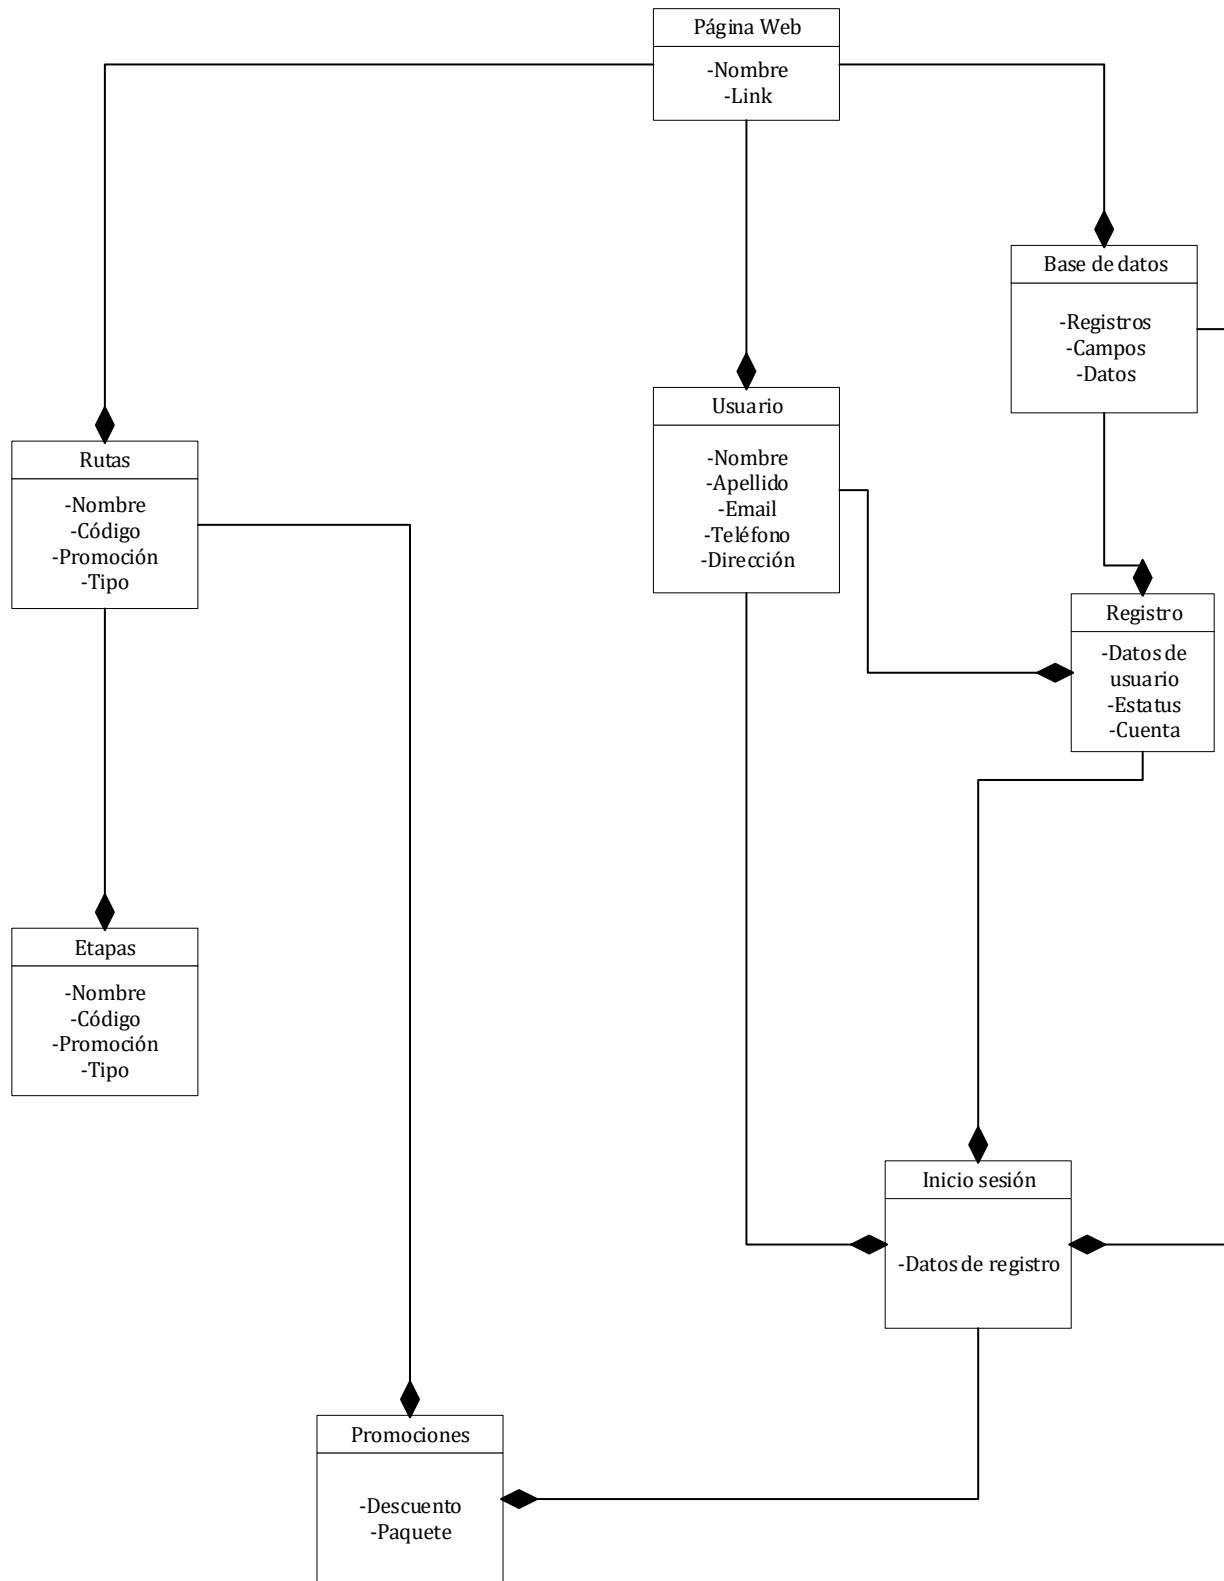 Página Web
-Nombre
-Link
Base de datos
-Registros
-Campos
-Datos
Usuario
-Nombre
-Apellido
-Email
-Teléfono
-Dirección
Rutas
-Nombre
-Código
-Promoción
-Tipo
Registro
-Datos de
usuario
-Estatus
-Cuenta
Etapas
-Nombre
-Código
-Promoción
-Tipo
Inicio sesión
-Datos de registro
Promociones
-Descuento
-Paquete